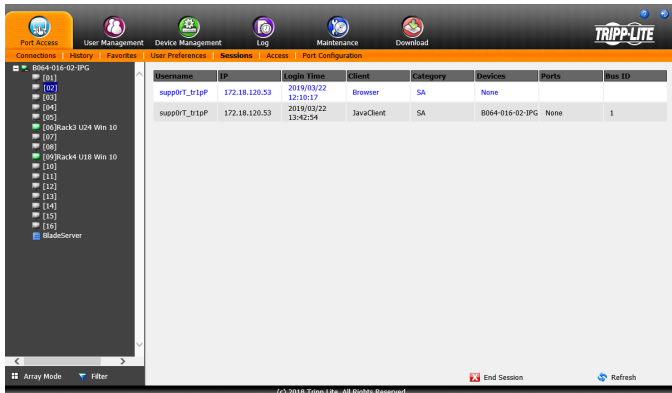 TRIPP·LITE
Port Access User Management Device Management Log Maintenance Download
Connections History Favorites User Preferences Sessions Access Port Configuration
B064-016-02-IPG
[01]
[02]
[03]
[04]
[05]
[06]Rack3 U24 Win 10
[07]
[08]
[09]Rack4 U18 Win 10
[10]
[11]
[12]
[13]
[14]
[15]
[16]
BladeServer
Username IP Login Time Client Category Devices Ports Bus ID
supp0rT_tr1pP 172.18.120.53 2019/03/22 12:10:17 Browser SA None
supp0rT_tr1pP 172.18.120.53 2019/03/22 13:42:54 JavaClient SA B064-016-02-IPG None 1
Array Mode Filter End Session Refresh
(c) 2018 Tripp Lite. All Rights Reserved.